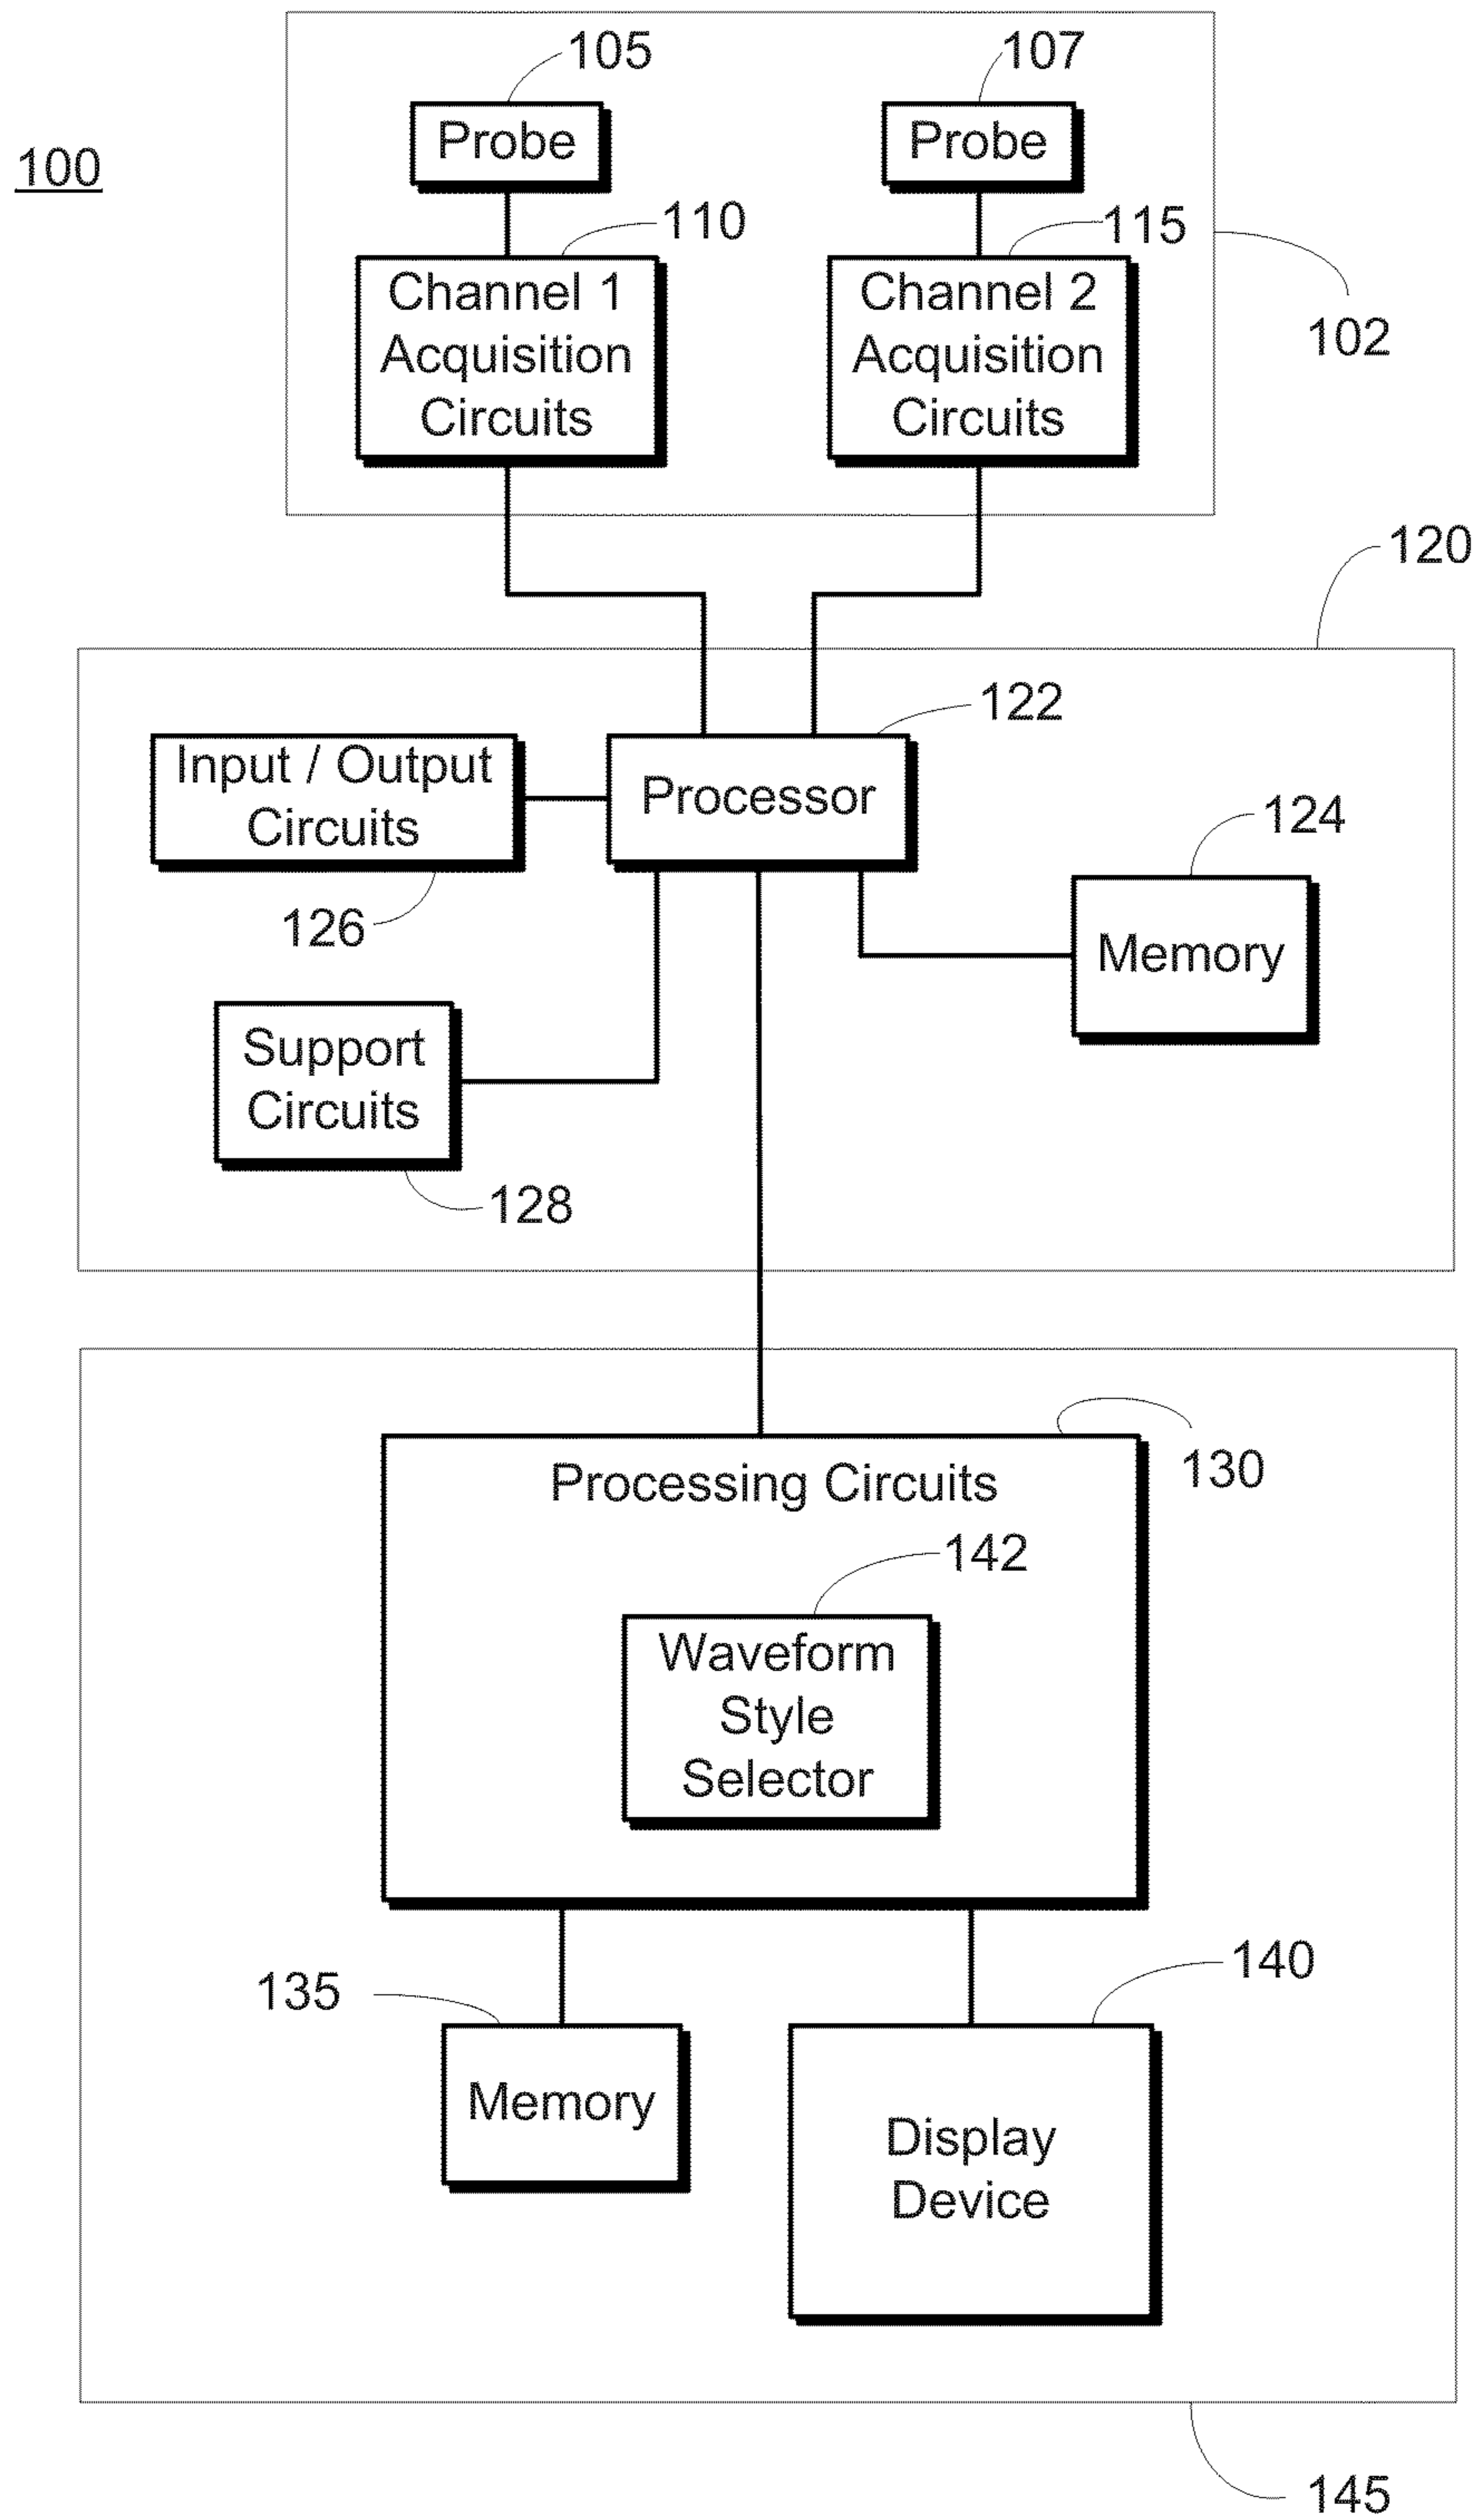 105
107
100
Probe
Probe
110
115
Channel 1
Acquisition
Circuits
Channel 2
Acquisition
Circuits
102
120
122
Input / Output
Circuits
Processor
124
126
Memory
Support
Circuits
128
130
Processing Circuits
142
Waveform
Style
Selector
140
135
Memory
Display
Device
145